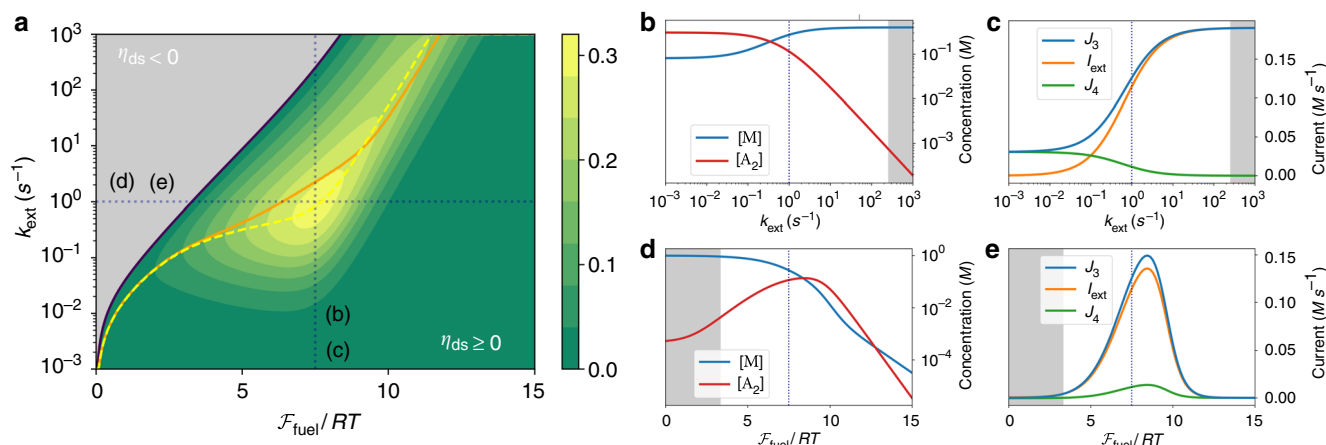 a
10³
10²
10¹
10⁰
10⁻¹
10⁻²
10⁻³
k_ext (s⁻¹)
η_ds < 0
(d) (e)
(b)
(c)
η_ds ≥ 0
0 5 10 15
ℱ_fuel / RT
0.3
0.2
0.1
0.0
b
[M]
[A₂]
10⁻¹
10⁻²
10⁻³
Concentration (M)
10⁻³ 10⁻² 10⁻¹ 10⁰ 10¹ 10² 10³
k_ext (s⁻¹)
c
J₃
I_ext
J₄
0.15
0.10
0.05
0.00
Current (M s⁻¹)
10⁻³ 10⁻² 10⁻¹ 10⁰ 10¹ 10² 10³
k_ext (s⁻¹)
d
[M]
[A₂]
10⁰
10⁻²
10⁻⁴
Concentration (M)
0 5 10 15
ℱ_fuel / RT
e
J₃
I_ext
J₄
0.15
0.10
0.05
0.00
Current (M s⁻¹)
0 5 10 15
ℱ_fuel / RT